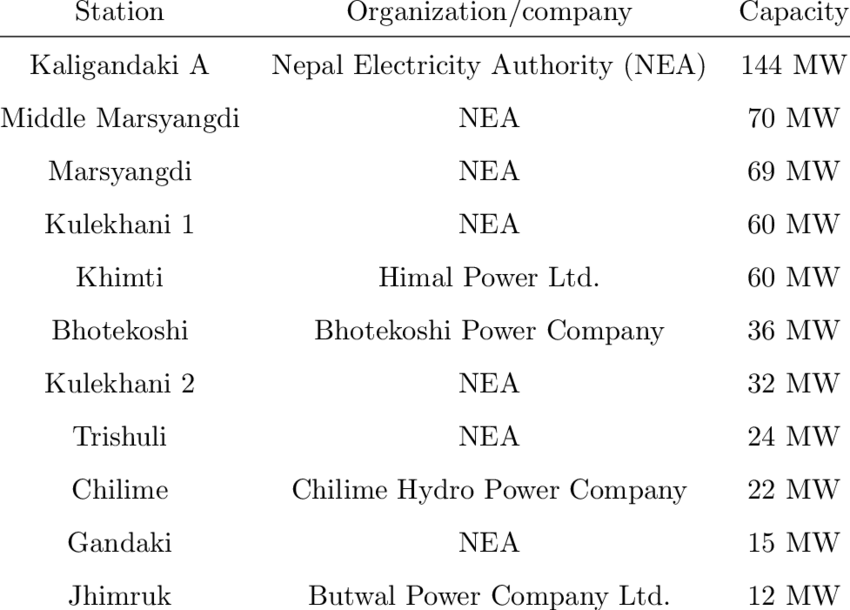 Station Organization/company Capacity
Kaligandaki A Nepal Electricity Authority (NEA) 144 MW
Middle Marsyangdi NEA 70 MW
Marsyangdi NEA 69 MW
Kulekhani 1 NEA 60 MW
Khimti Himal Power Ltd. 60 MW
Bhotekoshi Bhotekoshi Power Company 36 MW
Kulekhani 2 NEA 32 MW
Trishuli NEA 24 MW
Chilime Chilime Hydro Power Company 22 MW
Gandaki NEA 15 MW
Jhimruk Butwal Power Company Ltd. 12 MW